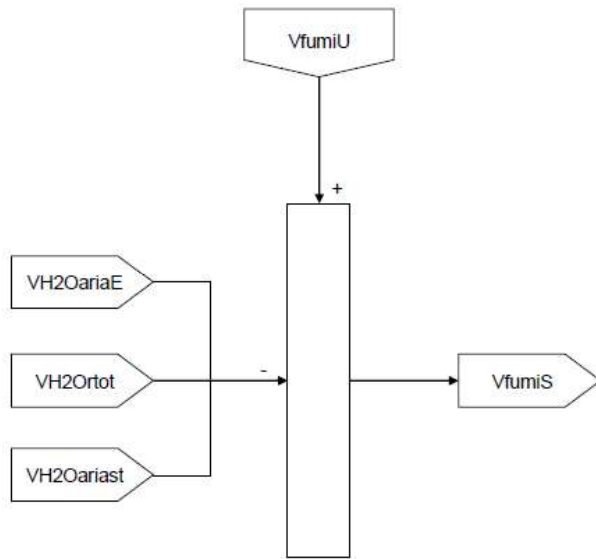 VfumiU
+
VH2OariaE
VH2Ortot
-
VfumiS
VH2Oariast